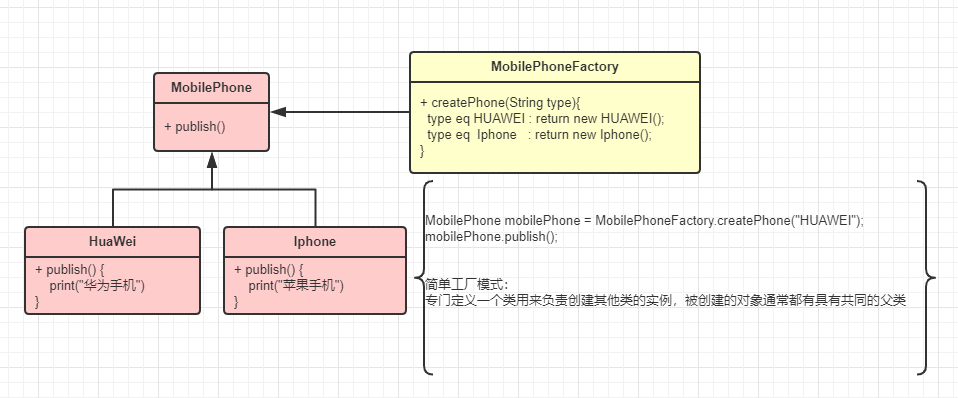 MobilePhone
+ publish()
MobilePhoneFactory
+ createPhone(String type){
type eq HUAWEI : return new HUAWEI();
type eq Iphone : return new Iphone();
}
HuaWei
+ publish() {
print("华为手机")
}
Iphone
+ publish() {
print("苹果手机")
}
MobilePhone mobilePhone = MobilePhoneFactory.createPhone("HUAWEI");
mobilePhone.publish();
简单工厂模式：
专门定义一个类用来负责创建其他类的实例，被创建的对象通常都有具有共同的父类